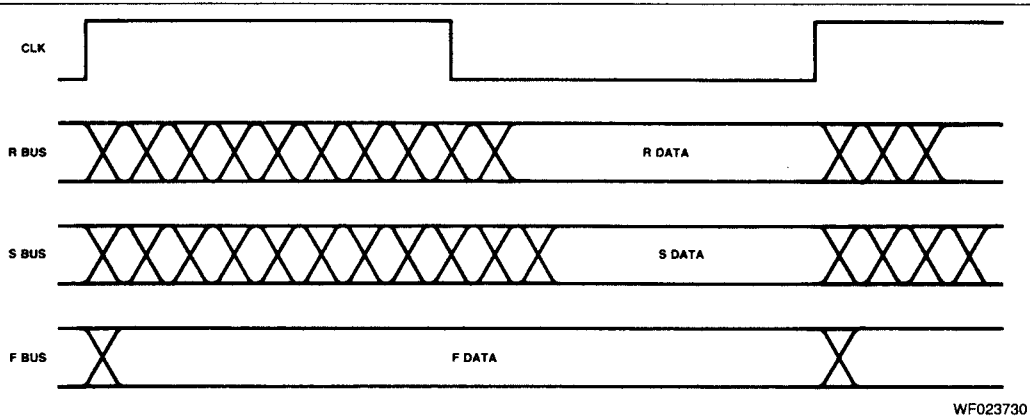 CLK
R BUS
R DATA
S BUS
S DATA
F BUS
F DATA
WF023730